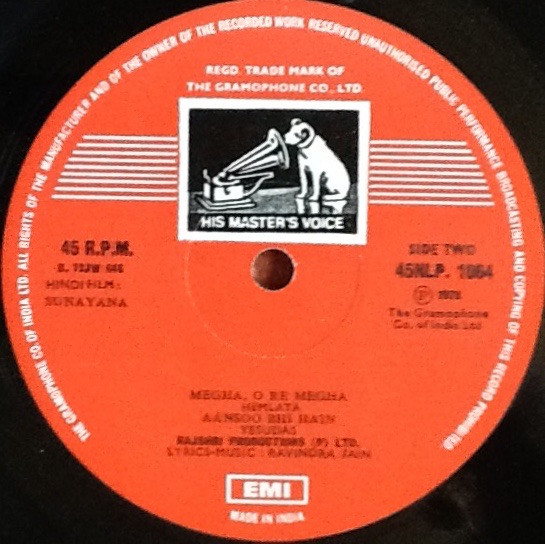 THE GRAMOPHONE CO. OF INDIA LTD. ALL RIGHTS OF THE MANUFACTURER AND OF THE OWNER OF THE RECORDED WORK RESERVED UNAUTHORISED PUBLIC PERFORMANCE BROADCASTING AND COPYING OF THIS RECORD PROHIBITED.
REGD. TRADE MARK OF
THE GRAMOPHONE CO., LTD.
HIS MASTER'S VOICE
45 R.P.M.
HINDI FILM:
SUNAYANA
SIDE TWO
45NLP. 1064
The Gramophone
Co. of India Ltd
MEGHA, O RE MEGHA
HEMLATA
AANSOO BHI HAIN
YESUDAS
RAJSHRI PRODUCTIONS (P) LTD.
LYRICS-MUSIC : RAVINDRA JAIN
EMI
MADE IN INDIA